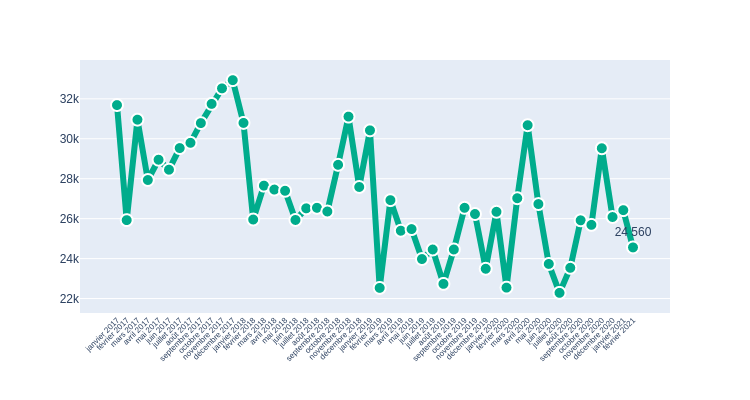 32k
30k
28k
26k
24k
22k
24,560
janvier 2017
février 2017
mars 2017
avril 2017
mai 2017
juin 2017
juillet 2017
août 2017
septembre 2017
octobre 2017
novembre 2017
décembre 2017
janvier 2018
février 2018
mars 2018
avril 2018
mai 2018
juin 2018
juillet 2018
août 2018
septembre 2018
octobre 2018
novembre 2018
décembre 2018
janvier 2019
février 2019
mars 2019
avril 2019
mai 2019
juin 2019
juillet 2019
août 2019
septembre 2019
octobre 2019
novembre 2019
décembre 2019
janvier 2020
février 2020
mars 2020
avril 2020
mai 2020
juin 2020
juillet 2020
août 2020
septembre 2020
octobre 2020
novembre 2020
décembre 2020
janvier 2021
février 2021